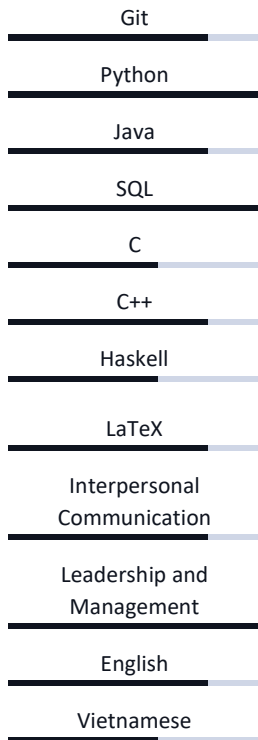 Git
Python
Java
SQL
C
C++
Haskell
LaTeX
Interpersonal
Communication
Leadership and
Management
English
Vietnamese